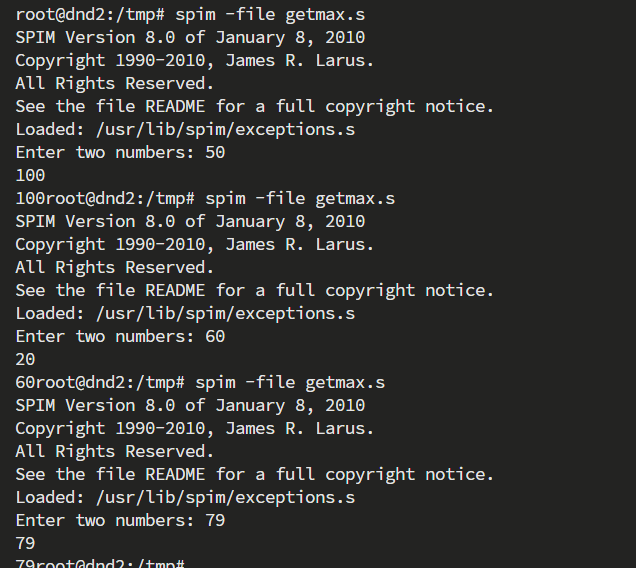 root@dnd2:/tmp# spim -file getmax.s
SPIM Version 8.0 of January 8, 2010
Copyright 1990-2010, James R. Larus.
All Rights Reserved.
See the file README for a full copyright notice.
Loaded: /usr/lib/spim/exceptions.s
Enter two numbers: 50
100
100root@dnd2:/tmp# spim -file getmax.s
SPIM Version 8.0 of January 8, 2010
Copyright 1990-2010, James R. Larus.
All Rights Reserved.
See the file README for a full copyright notice.
Loaded: /usr/lib/spim/exceptions.s
Enter two numbers: 60
20
60root@dnd2:/tmp# spim -file getmax.s
SPIM Version 8.0 of January 8, 2010
Copyright 1990-2010, James R. Larus.
All Rights Reserved.
See the file README for a full copyright notice.
Loaded: /usr/lib/spim/exceptions.s
Enter two numbers: 79
79
79root@dnd2:/tmp#